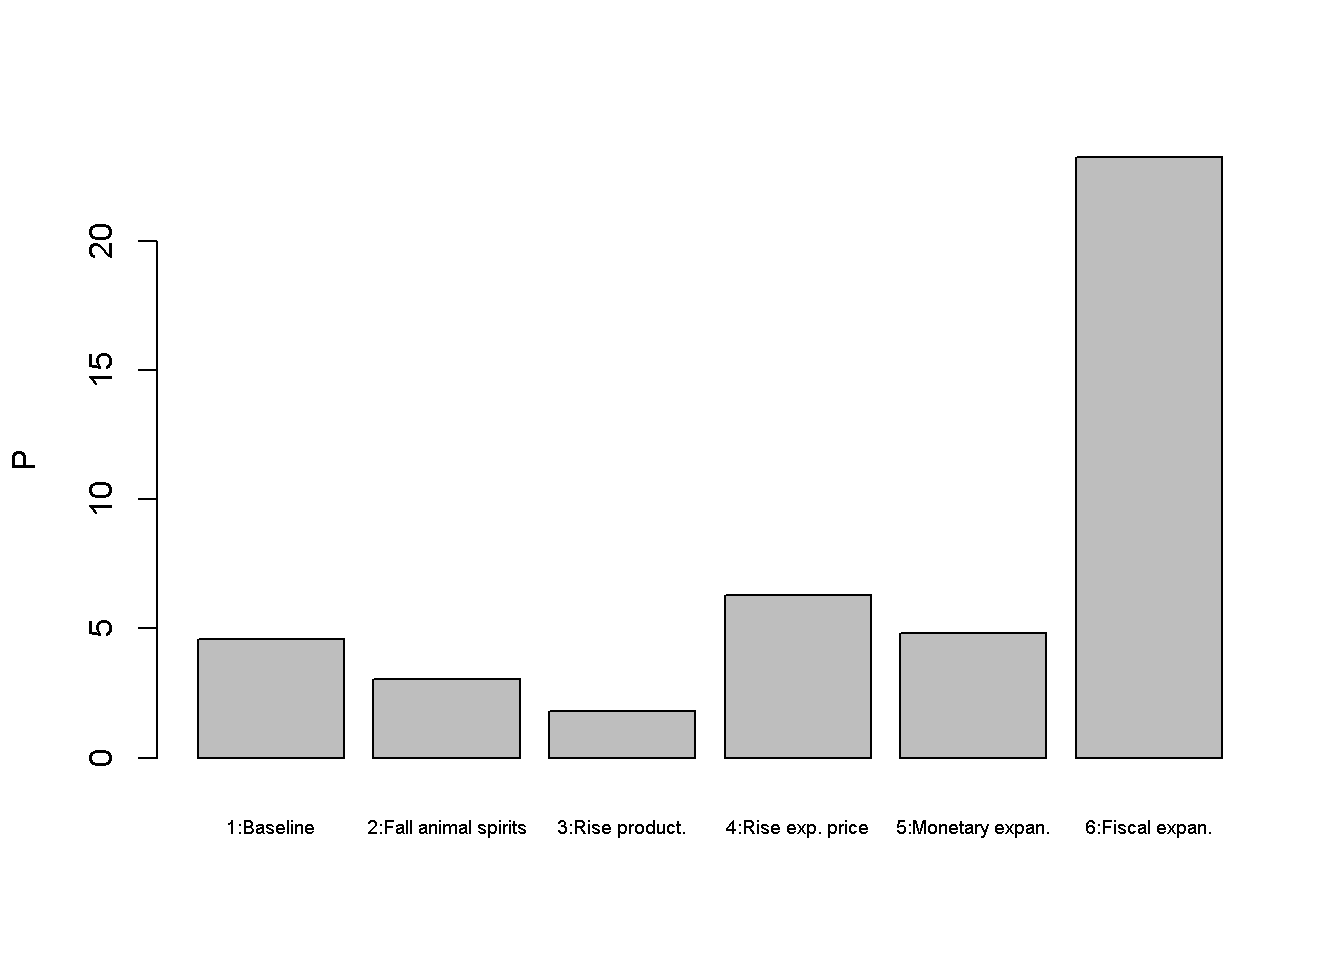 P
20
15
10
5
0
1:Baseline
2:Fall animal spirits
3:Rise product.
4:Rise exp. price
5:Monetary expan.
6:Fiscal expan.